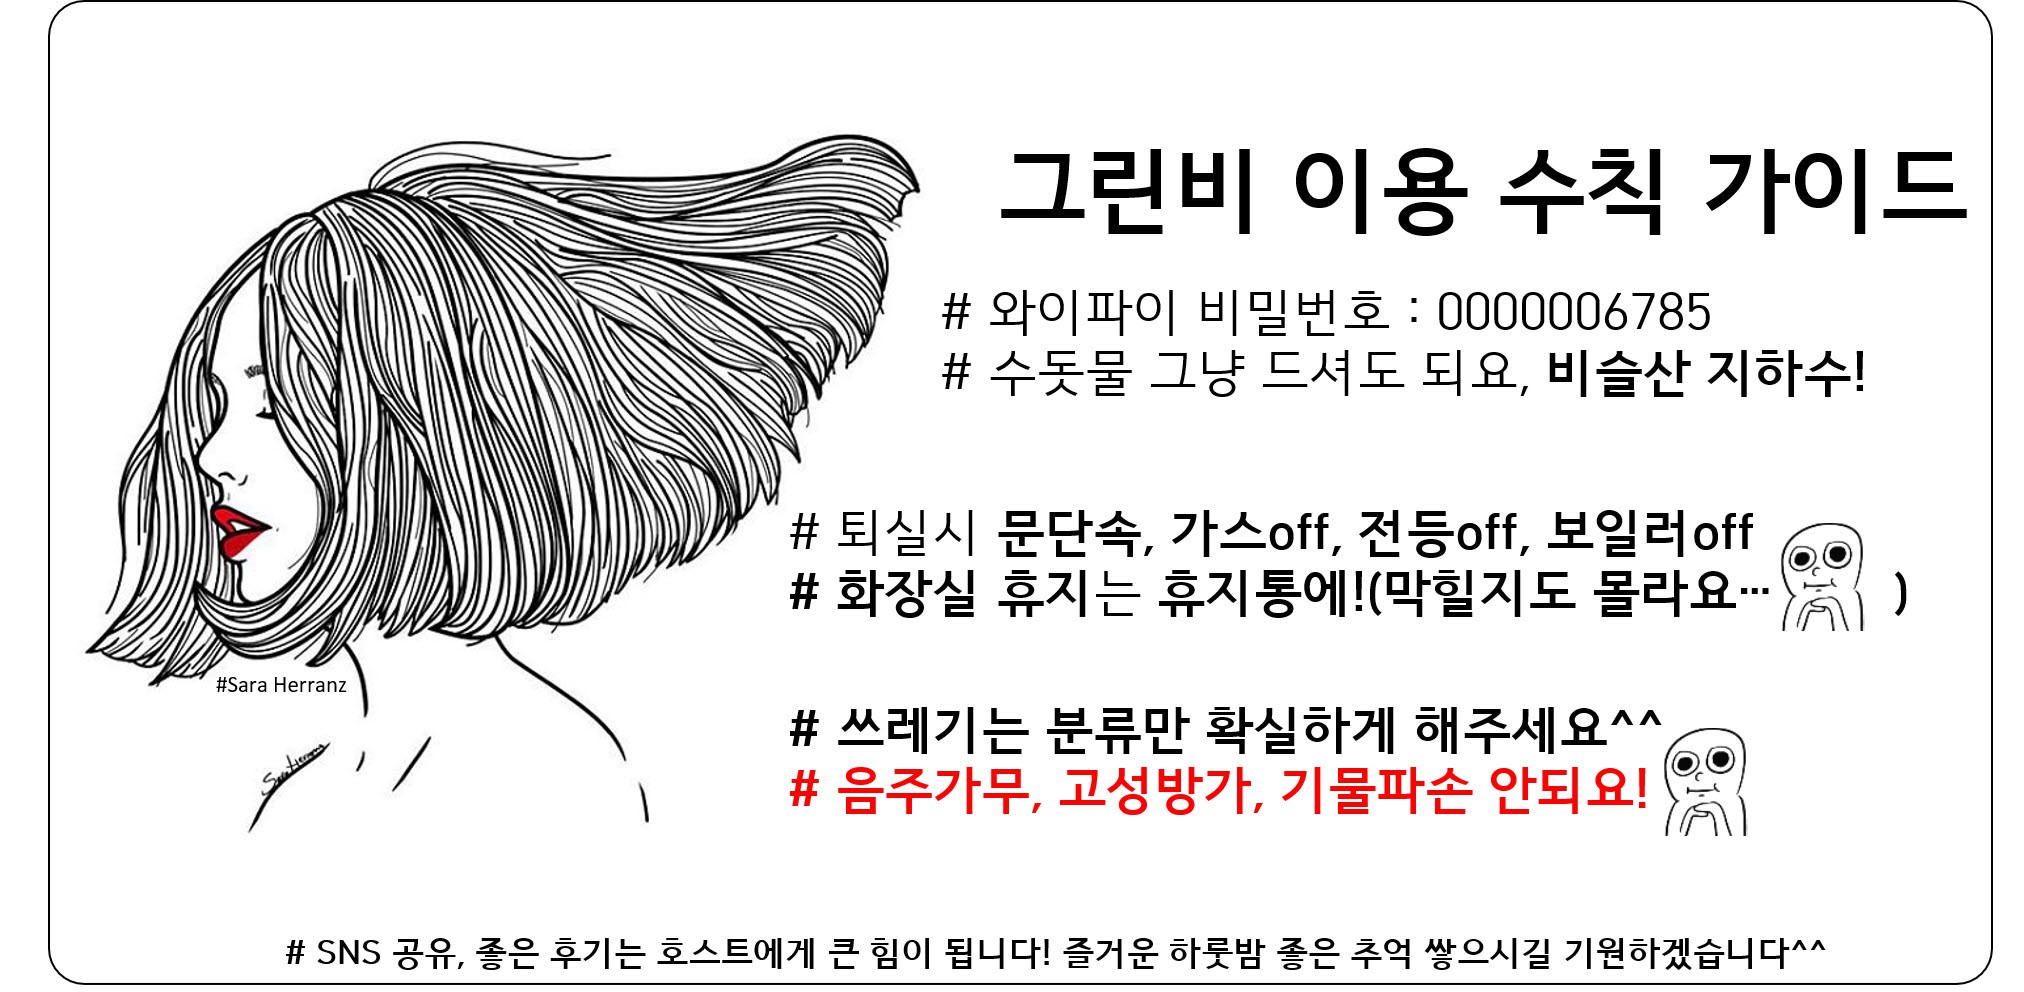 그린비 이용 수칙 가이드
# 와이파이 비밀번호 : 0000006785
# 수돗물 그냥 드셔도 되요, 비슬산 지하수!
# 퇴실시 문단속, 가스off, 전등off, 보일러off
# 화장실 휴지는 휴지통에!(막힐지도 몰라요… )
#Sara Herranz
Sara Herranz
# 쓰레기는 분류만 확실하게 해주세요^^
# 음주가무, 고성방가, 기물파손 안되요!
# SNS 공유, 좋은 후기는 호스트에게 큰 힘이 됩니다! 즐거운 하룻밤 좋은 추억 쌓으시길 기원하겠습니다^^